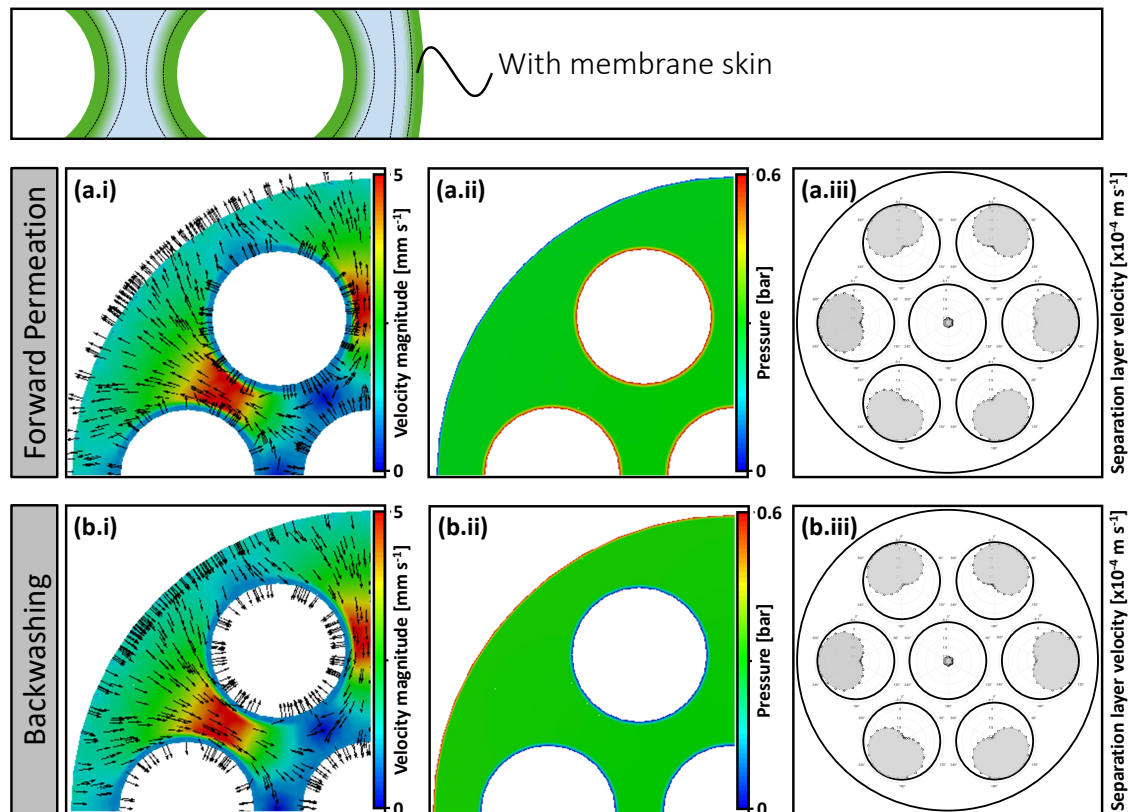 With membrane skin
Forward Permeation
(a.i)
5
Velocity magnitude [mm s⁻¹]
0
(a.ii)
0.6
Pressure [bar]
0
(a.iii)
Separation layer velocity [x10⁻⁴ m s⁻¹]
Backwashing
(b.i)
5
Velocity magnitude [mm s⁻¹]
0
(b.ii)
0.6
Pressure [bar]
0
(b.iii)
Separation layer velocity [x10⁻⁴ m s⁻¹]